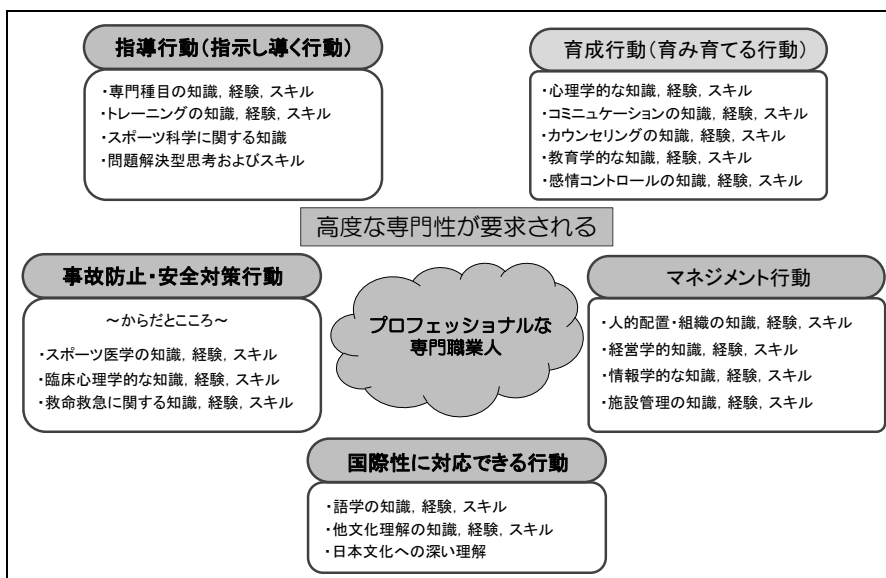 指導行動(指示し導く行動)
・専門種目の知識, 経験, スキル
・トレーニングの知識, 経験, スキル
・スポーツ科学に関する知識
・問題解決型思考およびスキル
育成行動(育み育てる行動)
・心理学的な知識, 経験, スキル
・コミニュケーションの知識, 経験, スキル
・カウンセリングの知識, 経験, スキル
・教育学的な知識, 経験, スキル
・感情コントロールの知識, 経験, スキル
高度な専門性が要求される
事故防止・安全対策行動
～からだとこころ～
・スポーツ医学の知識, 経験, スキル
・臨床心理学的な知識, 経験, スキル
・救命救急に関する知識, 経験, スキル
プロフェッショナルな
専門職業人
マネジメント行動
・人的配置・組織の知識, 経験, スキル
・経営学的知識, 経験, スキル
・情報学的な知識, 経験, スキル
・施設管理の知識, 経験, スキル
国際性に対応できる行動
・語学の知識, 経験, スキル
・他文化理解の知識, 経験, スキル
・日本文化への深い理解